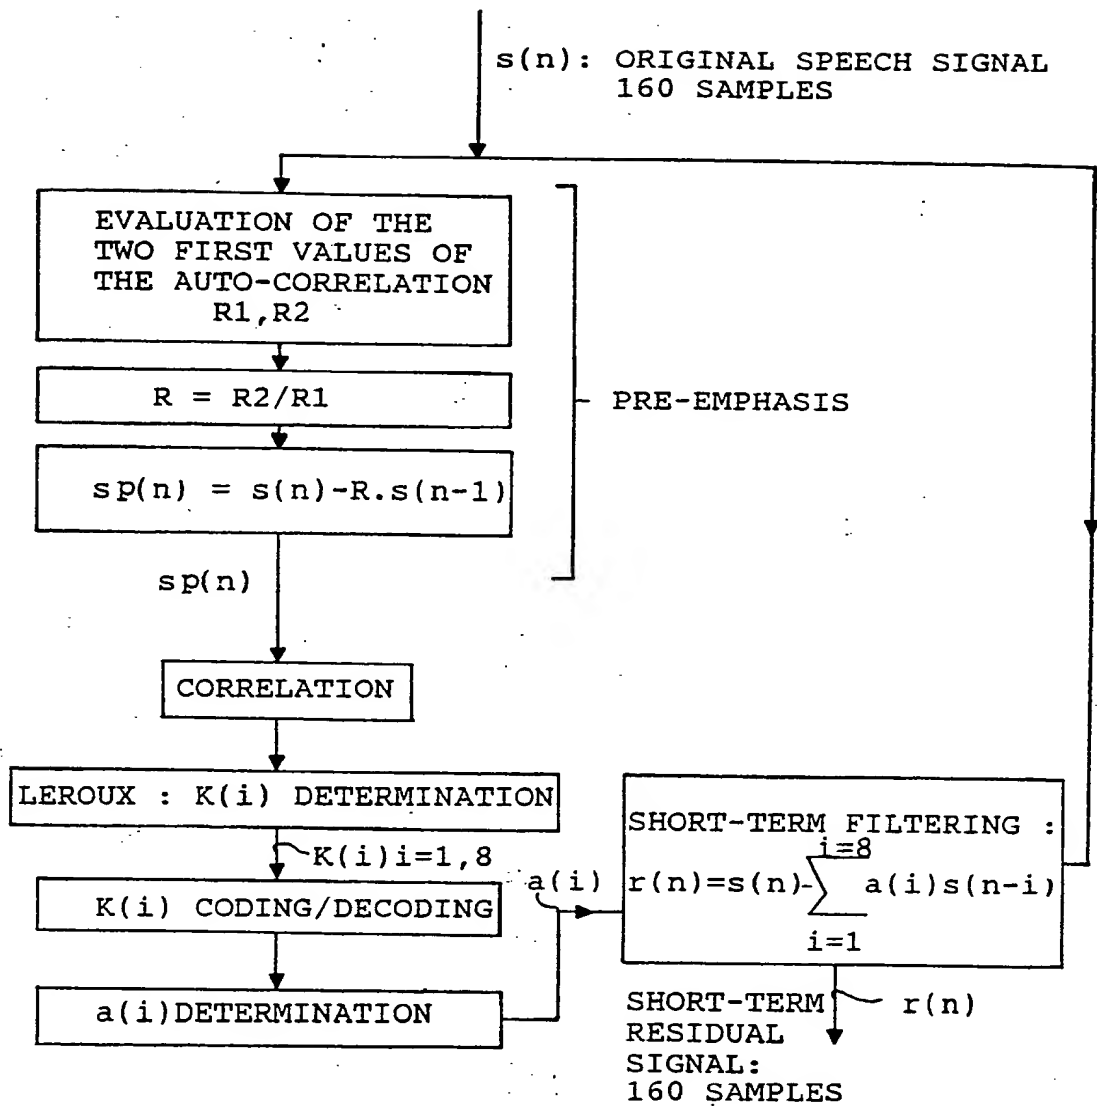 s(n): ORIGINAL SPEECH SIGNAL
160 SAMPLES
EVALUATION OF THE
TWO FIRST VALUES OF
THE AUTO-CORRELATION
R1,R2
R = R2/R1
PRE-EMPHASIS
sp(n) = s(n)-R.s(n-1)
sp(n)
CORRELATION
LEROUX : K(i) DETERMINATION
K(i)i=1,8
K(i) CODING/DECODING
a(i)DETERMINATION
a(i)
SHORT-TERM FILTERING :
i=8
r(n)=s(n)-∑ a(i)s(n-i)
i=1
r(n)
SHORT-TERM
RESIDUAL
SIGNAL:
160 SAMPLES